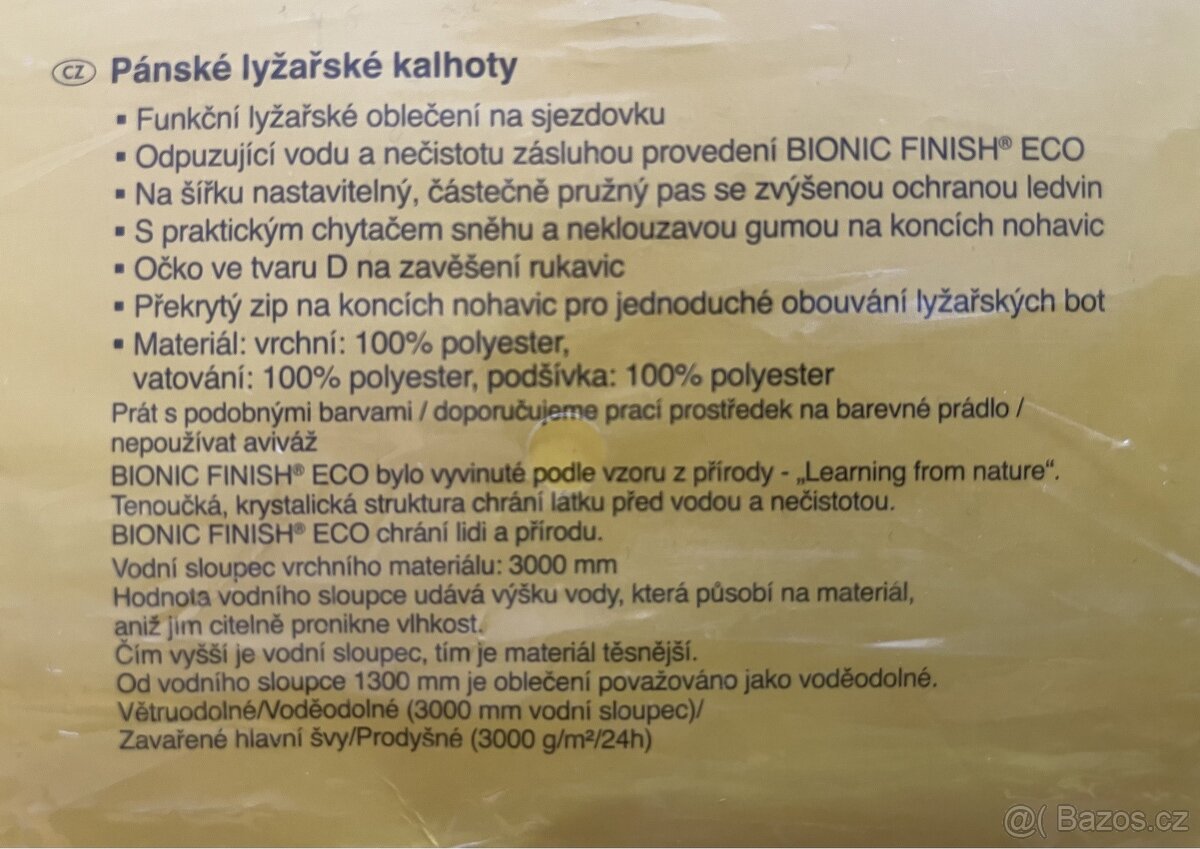 CZ Pánské lyžařské kalhoty
▪ Funkční lyžařské oblečení na sjezdovku
▪ Odpuzující vodu a nečistotu zásluhou provedení BIONIC FINISH® ECO
▪ Na šířku nastavitelný, částečně pružný pas se zvýšenou ochranou ledvin
▪ S praktickým chytačem sněhu a neklouzavou gumou na koncích nohavic
▪ Očko ve tvaru D na zavěšení rukavic
▪ Překrytý zip na koncích nohavic pro jednoduché obouvání lyžařských bot
▪ Materiál: vrchní: 100% polyester,
vatování: 100% polyester, podšívka: 100% polyester
Prát s podobnými barvami / doporučujeme prací prostředek na barevné prádlo /
nepoužívat aviváž
BIONIC FINISH® ECO bylo vyvinuté podle vzoru z přírody - „Learning from nature“.
Tenoučká, krystalická struktura chrání látku před vodou a nečistotou.
BIONIC FINISH® ECO chrání lidi a přírodu.
Vodní sloupec vrchního materiálu: 3000 mm
Hodnota vodního sloupce udává výšku vody, která působí na materiál,
aniž jím citelně pronikne vlhkost.
Čím vyšší je vodní sloupec, tím je materiál těsnější.
Od vodního sloupce 1300 mm je oblečení považováno jako voděodolné.
Větruodolné/Voděodolné (3000 mm vodní sloupec)/
Zavařené hlavní švy/Prodyšné (3000 g/m²/24h)
@( Bazos.cz